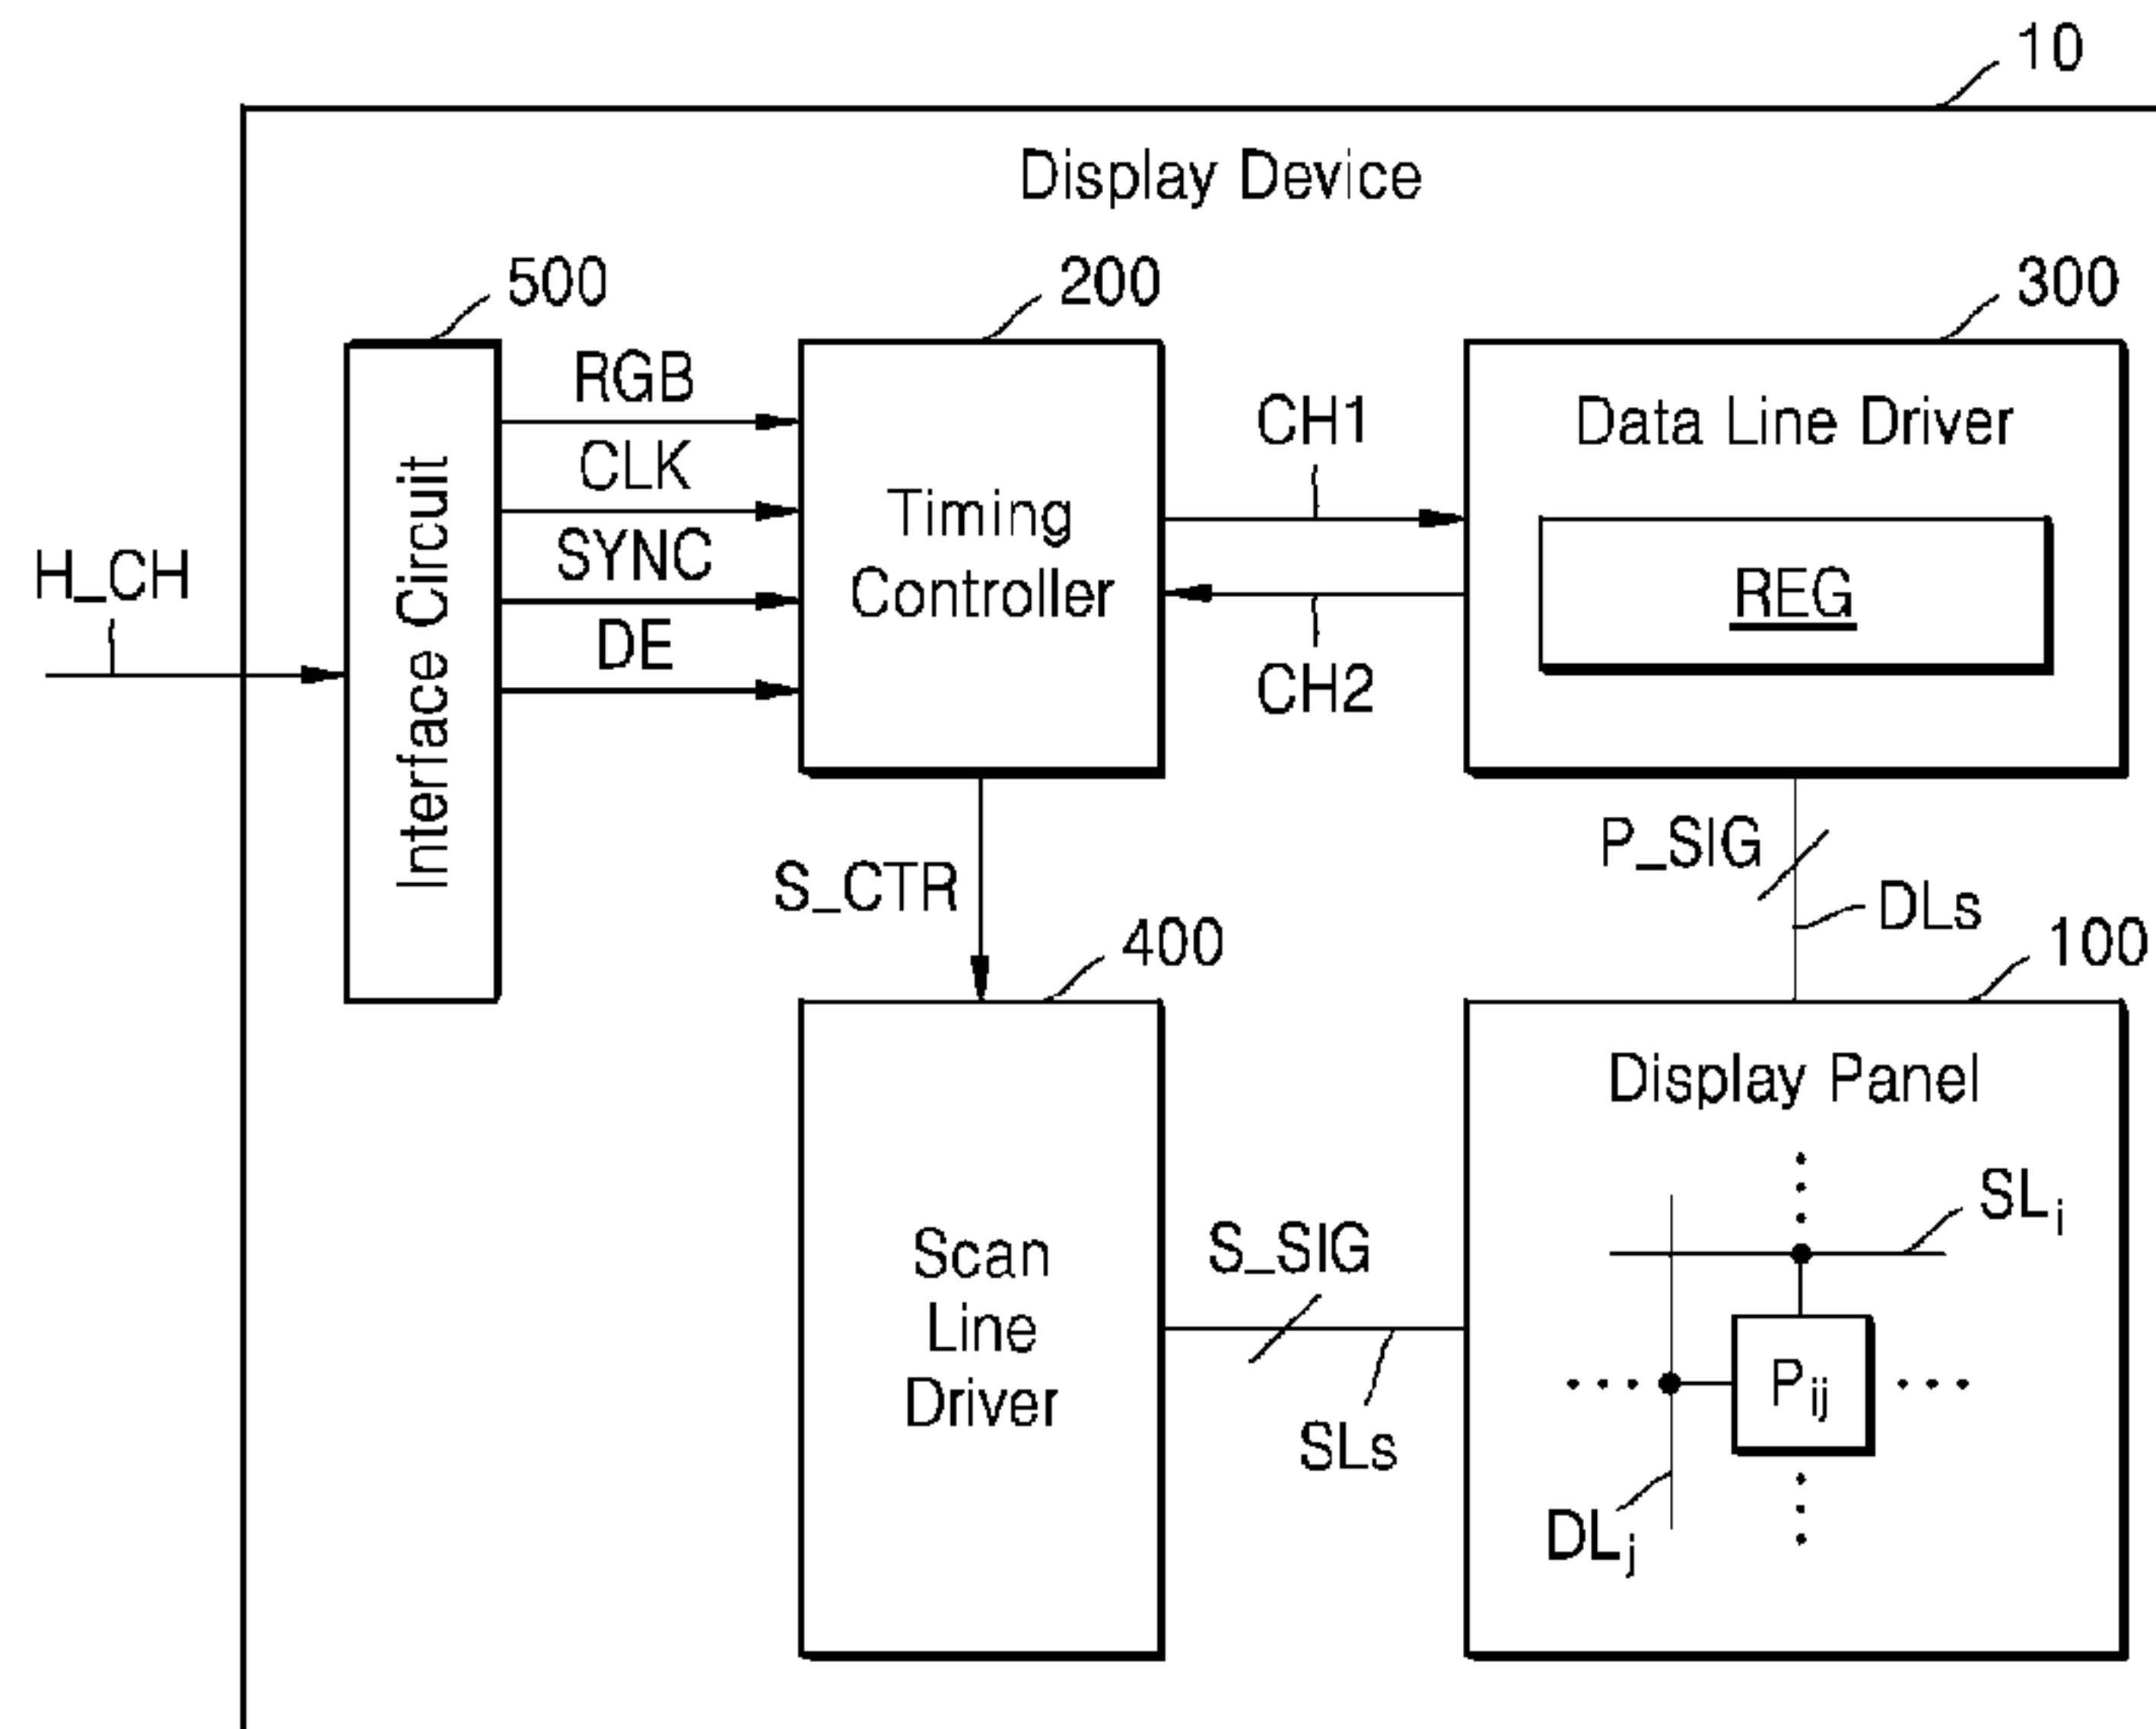 10
Display Device
500
200
300
RGB
CLK
SYNC
DE
H_CH
Interface Circuit
Timing
Controller
CH1
CH2
Data Line Driver
REG
S_CTR
P_SIG
DLs
400
100
Scan
Line
Driver
S_SIG
SLs
Display Panel
SLi
Pij
DLj